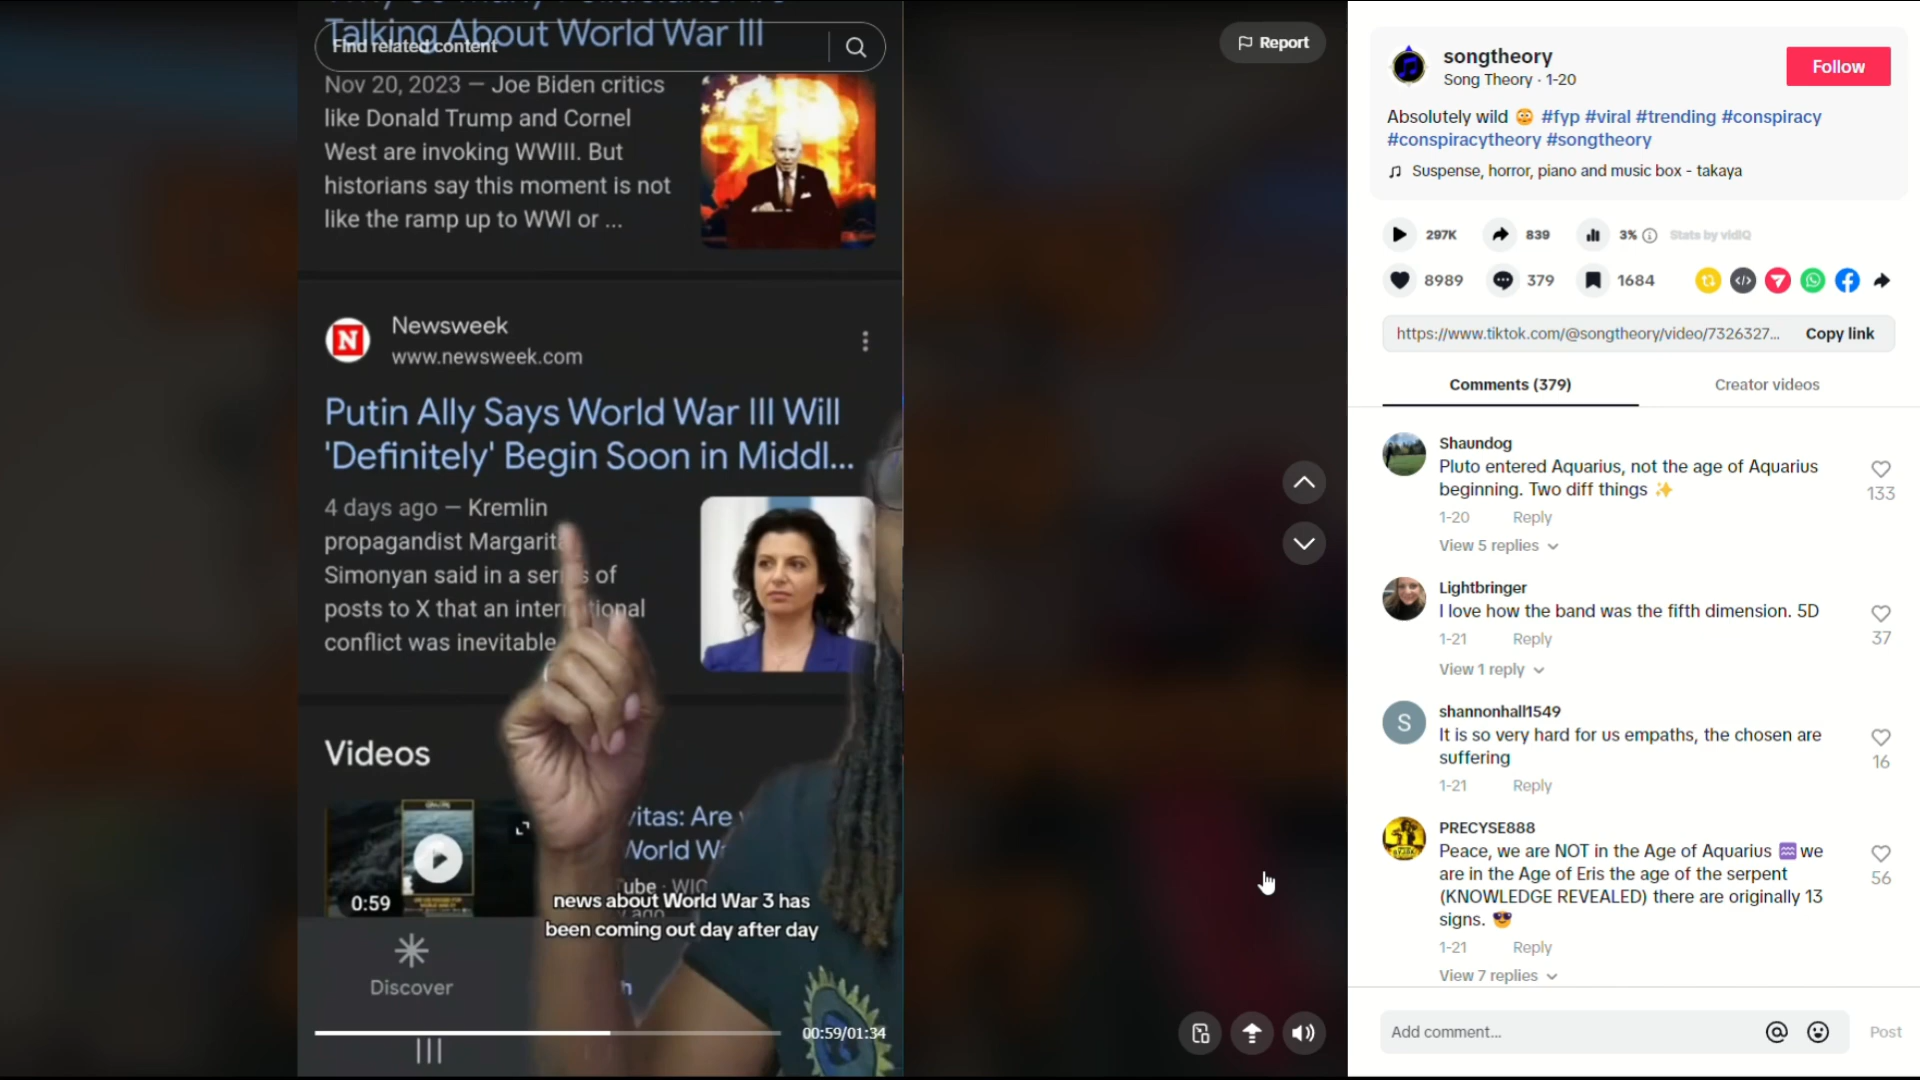 Talking About World War III
Find related content
Nov 20, 2023 — Joe Biden critics
like Donald Trump and Cornel
West are invoking WWIII. But
historians say this moment is not
like the ramp up to WWI or ...
Newsweek
www.newsweek.com
Putin Ally Says World War III Will
'Definitely' Begin Soon in Middl...
4 days ago — Kremlin
propagandist Margarita
Simonyan said in a series of
posts to X that an international
conflict was inevitable
Videos
0:59
news about World War 3 has
been coming out day after day
Discover
00:59/01:34
Report
songtheory
Song Theory · 1-20
Follow
Absolutely wild 😳 #fyp #viral #trending #conspiracy
#conspiracytheory #songtheory
Suspense, horror, piano and music box - takaya
297K 839 3% Stats by vidIQ
8989 379 1684
https://www.tiktok.com/@songtheory/video/7326327... Copy link
Comments (379) Creator videos
Shaundog
Pluto entered Aquarius, not the age of Aquarius
beginning. Two diff things ✨
133
1-20 Reply
View 5 replies
Lightbringer
I love how the band was the fifth dimension. 5D
37
1-21 Reply
View 1 reply
S
shannonhall1549
It is so very hard for us empaths, the chosen are
suffering
16
1-21 Reply
PRECYSE888
Peace, we are NOT in the Age of Aquarius ♒ we
are in the Age of Eris the age of the serpent
(KNOWLEDGE REVEALED) there are originally 13
signs. 😎
56
1-21 Reply
View 7 replies
Add comment... Post